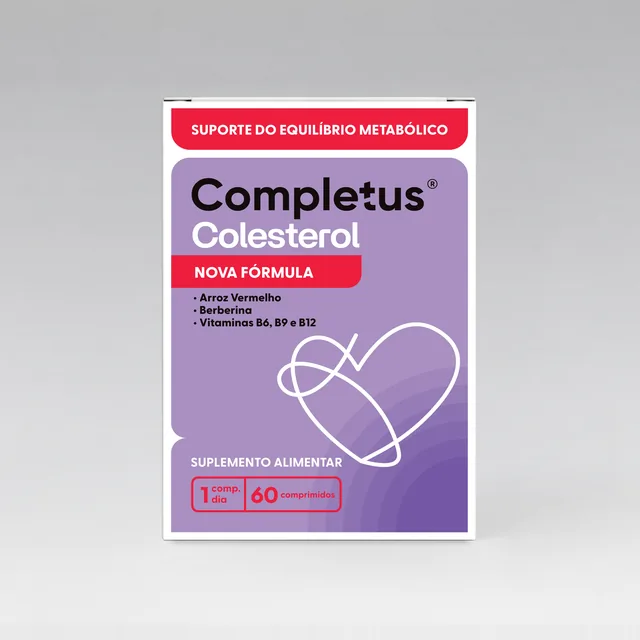 SUPORTE DO EQUILÍBRIO METABÓLICO
Completus®
Colesterol
NOVA FÓRMULA
· Arroz Vermelho
· Berberina
· Vitaminas B6, B9 e B12
SUPLEMENTO ALIMENTAR
1 comp. dia 60 comprimidos